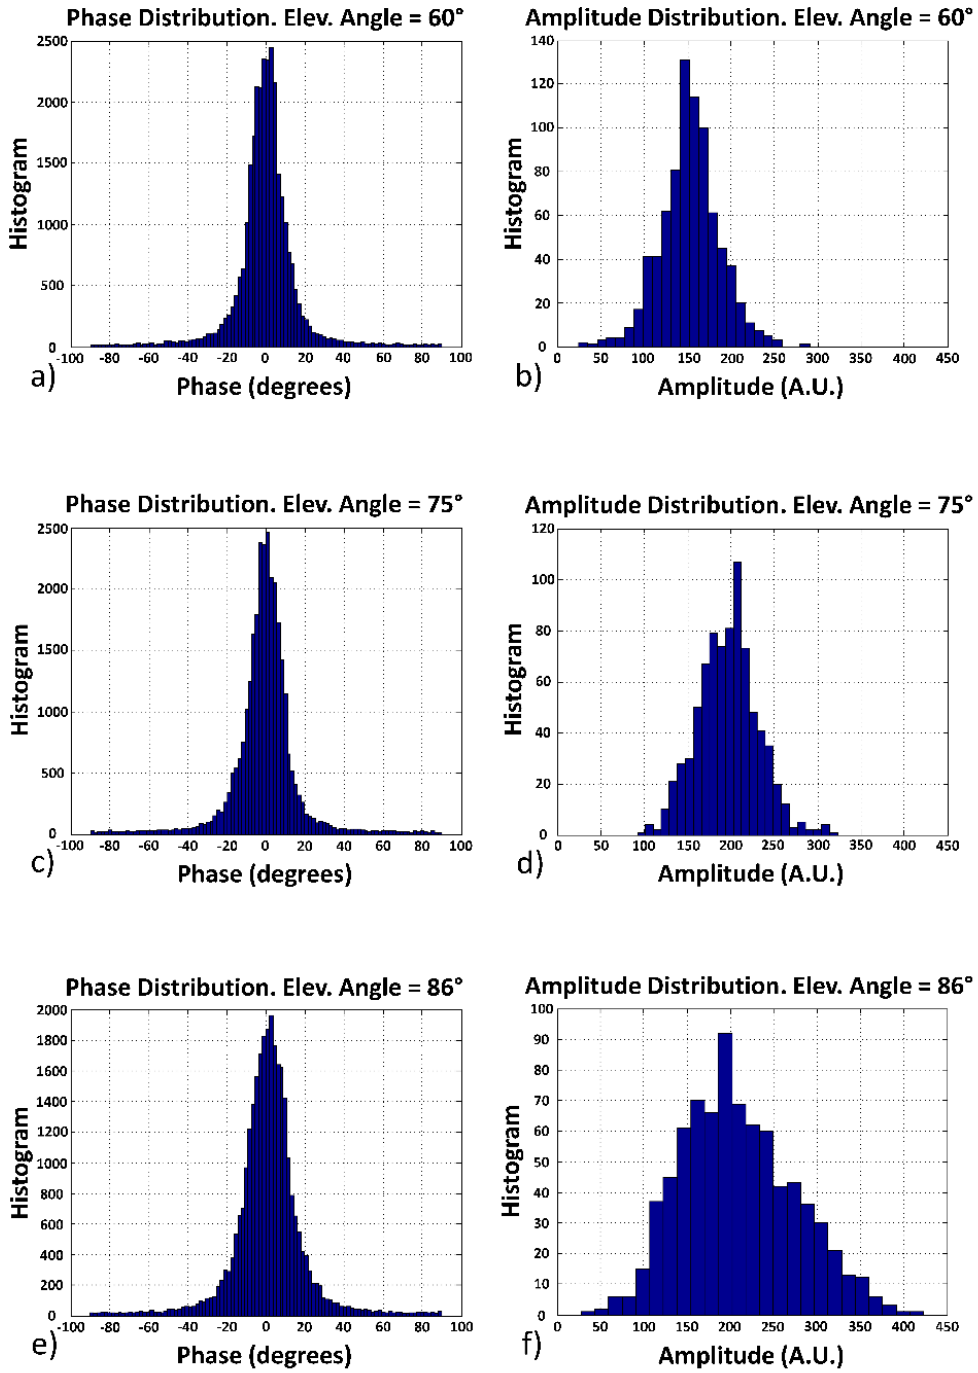 Phase Distribution. Elev. Angle = 60°
2500
2000
1500
1000
500
0
-100 -80 -60 -40 -20 0 20 40 60 80 100
Histogram
Phase (degrees)
a)
Amplitude Distribution. Elev. Angle = 60°
140
120
100
80
60
40
20
0
0 50 100 150 200 250 300 350 400 450
Histogram
Amplitude (A.U.)
b)
Phase Distribution. Elev. Angle = 75°
2500
2000
1500
1000
500
0
-100 -80 -60 -40 -20 0 20 40 60 80 100
Histogram
Phase (degrees)
c)
Amplitude Distribution. Elev. Angle = 75°
120
100
80
60
40
20
0
0 50 100 150 200 250 300 350 400 450
Histogram
Amplitude (A.U.)
d)
Phase Distribution. Elev. Angle = 86°
2000
1800
1600
1400
1200
1000
800
600
400
200
0
-100 -80 -60 -40 -20 0 20 40 60 80 100
Histogram
Phase (degrees)
e)
Amplitude Distribution. Elev. Angle = 86°
100
90
80
70
60
50
40
30
20
10
0
0 50 100 150 200 250 300 350 400 450
Histogram
Amplitude (A.U.)
f)